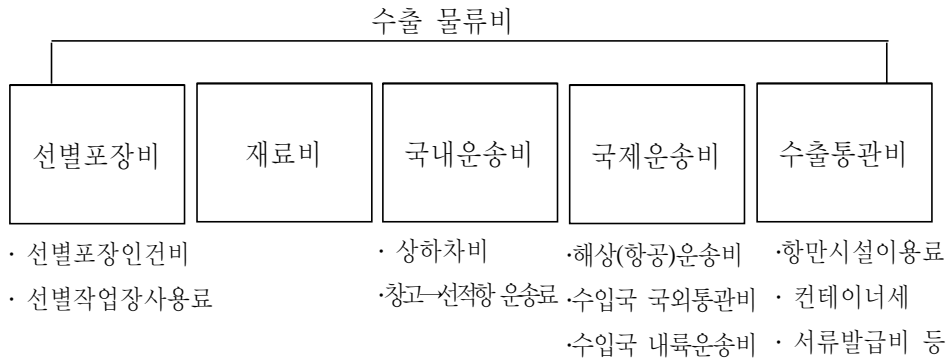 수출 물류비
선별포장비
재료비
국내운송비
국제운송비
수출통관비
· 선별포장인건비
· 선별작업장사용료
· 상하차비
·창고→선적항 운송료
·해상(항공)운송비
·수입국 국외통관비
·수입국 내륙운송비
·항만시설이용료
· 컨테이너세
· 서류발급비 등